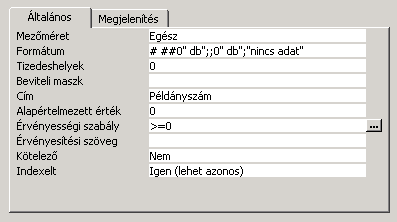 Általános Megjelenítés
Mezőméret Egész
Formátum # ##0" db";;0" db";"nincs adat"
Tizedeshelyek 0
Beviteli maszk
Cím Példányszám
Alapértelmezett érték 0
Érvényességi szabály >=0 ...
Érvényesítési szöveg
Kötelező Nem
Indexelt Igen (lehet azonos)